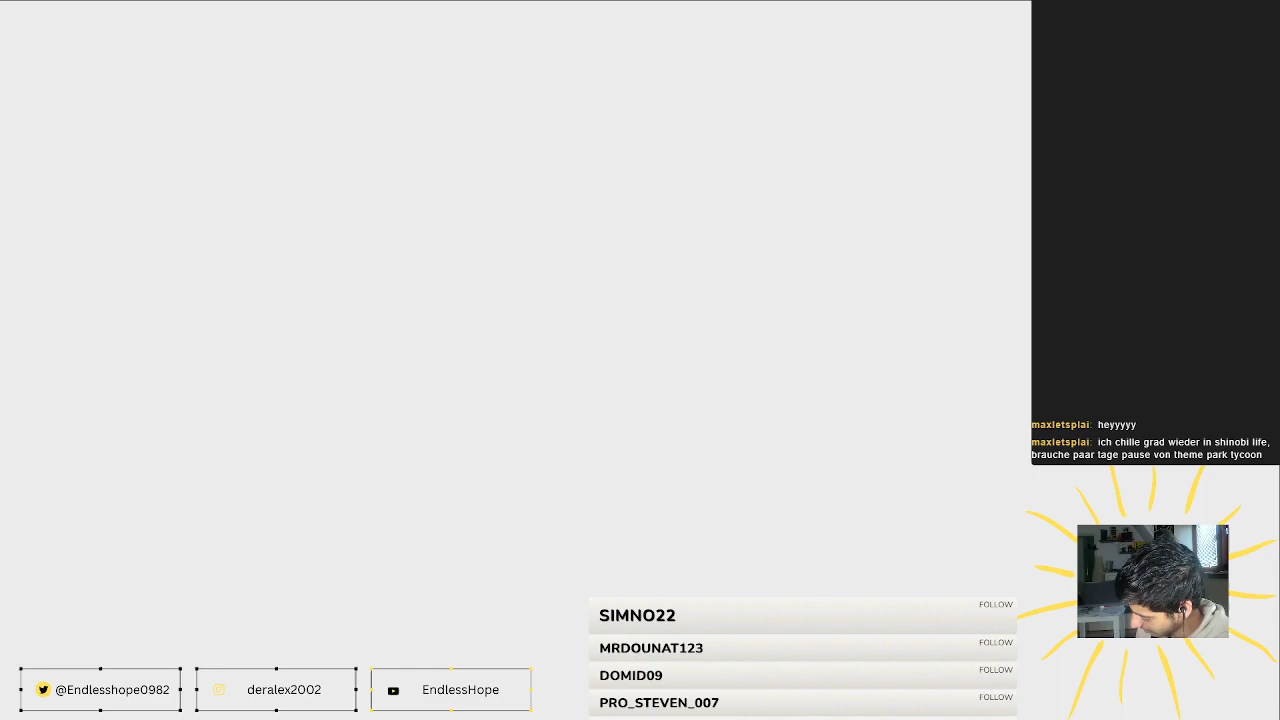 maxletsplai: heyyyyy
maxletsplai: ich chille grad wieder in shinobi life,
brauche paar tage pause von theme park tycoon
SIMNO22 FOLLOW
MRDOUNAT123 FOLLOW
DOMID09 FOLLOW
PRO_STEVEN_007 FOLLOW
@Endlesshope0982 deralex2002 EndlessHope